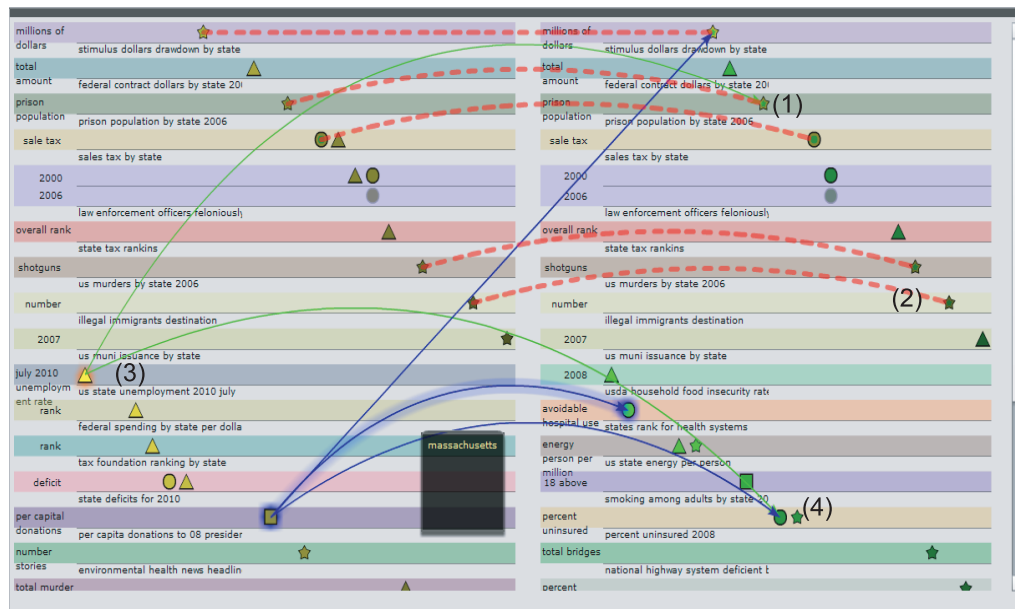 millions of
dollars
stimulus dollars drawdown by state
total
amount
federal contract dollars by state 20
prison
population
prison population by state 2006
sale tax
sales tax by state
2000
2006
law enforcement officers feloniously
overall rank
state tax rankins
shotguns
us murders by state 2006
number
illegal immigrants destination
2007
us muni issuance by state
july 2010
unemploym
ent rate
(3)
us state unemployment 2010 july
rank
federal spending by state per dolla
rank
tax foundation ranking by state
deficit
state deficits for 2010
per capital
donations
per capita donations to 08 presider
number
stories
environmental health news headlin
total murder
massachusetts
millions of
dollars
stimulus dollars drawdown by state
total
amount
federal contract dollars by state 20
prison
population
(1)
prison population by state 2006
sale tax
sales tax by state
2000
2006
law enforcement officers feloniously
overall rank
state tax rankins
shotguns
us murders by state 2006
number
(2)
illegal immigrants destination
2007
us muni issuance by state
2008
usda household food insecurity rate
avoidable
hospital use
states rank for health systems
energy
person per
million
us state energy per person
18 above
smoking among adults by state 20
percent
uninsured
(4)
percent uninsured 2008
total bridges
national highway system deficient b
percent